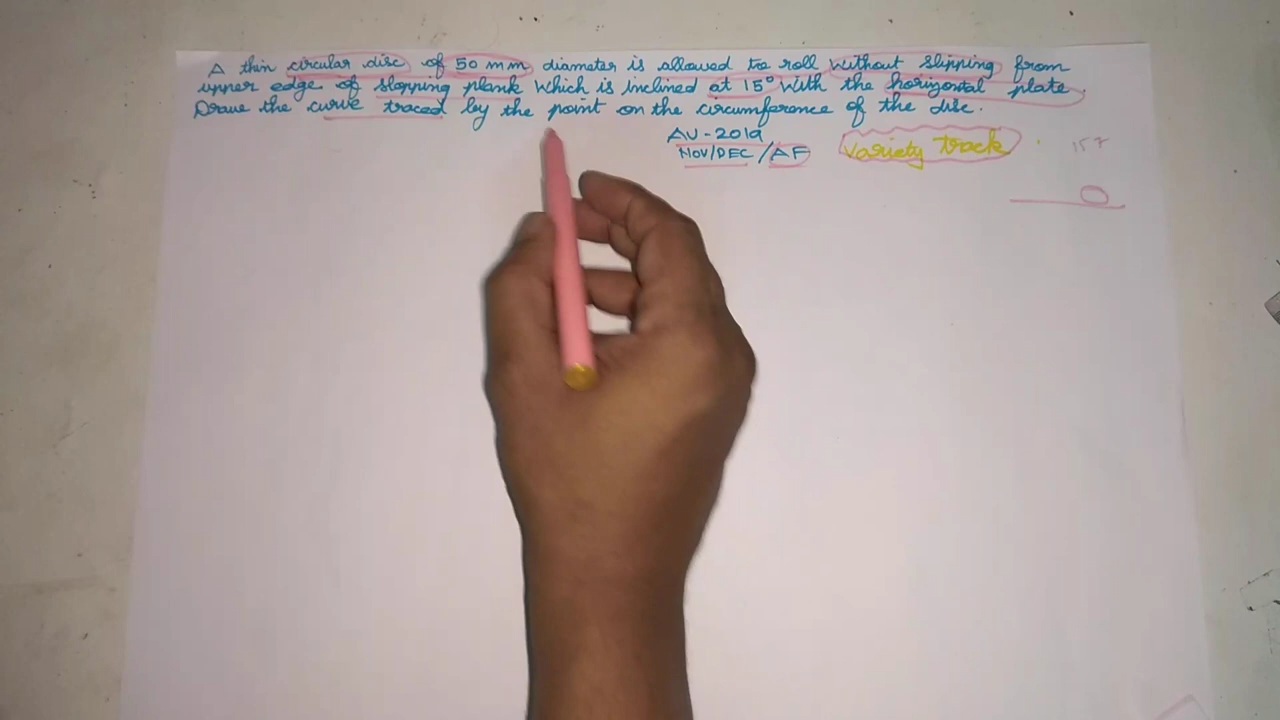 A thin circular disc of 50 mm diameter is allowed to roll without slipping from
upper edge of slopping plank which is inclined at 15° with the horizontal plate.
Draw the curve traced by the point on the circumference of the disc.
AU-2019
NOV/DEC /AF
Variety track
157